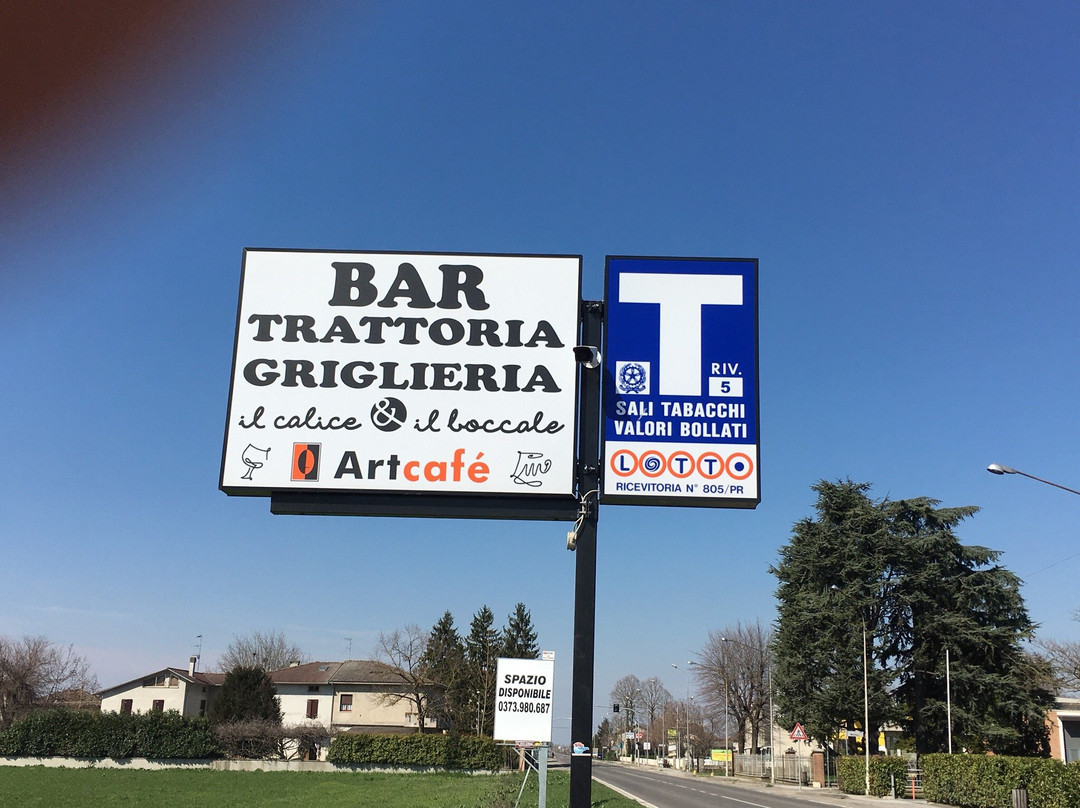 BAR
TRATTORIA
GRIGLIERIA
il calice & il boccale
Artcafé
T
RIV.
5
SALI TABACCHI
VALORI BOLLATI
LOTTO
RICEVITORIA N° 805/PR
SPAZIO
DISPONIBILE
0373.980.687